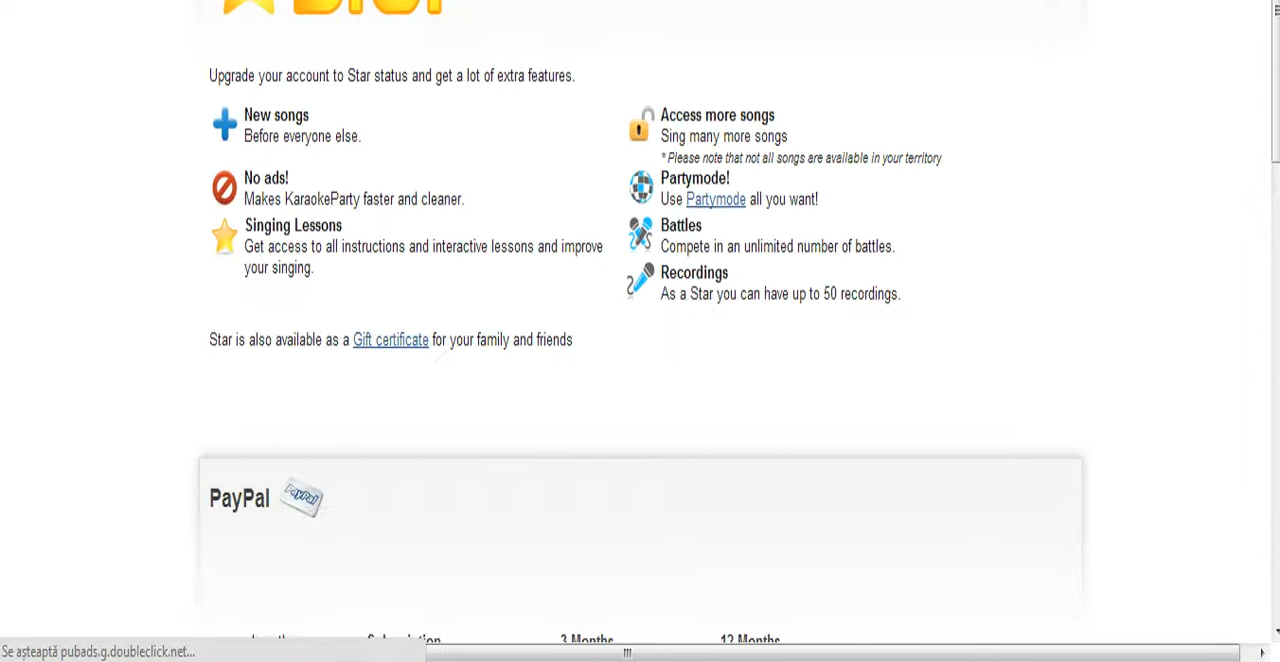 Upgrade your account to Star status and get a lot of extra features.
New songs
Before everyone else.
No ads!
Makes KaraokeParty faster and cleaner.
Singing Lessons
Get access to all instructions and interactive lessons and improve
your singing.
Access more songs
Sing many more songs
* Please note that not all songs are available in your territory
Partymode!
Use Partymode all you want!
Battles
Compete in an unlimited number of battles.
Recordings
As a Star you can have up to 50 recordings.
Star is also available as a Gift certificate for your family and friends
PayPal PayPal
3 Months 12 Months
Se așteaptă pubads.g.doubleclick.net...